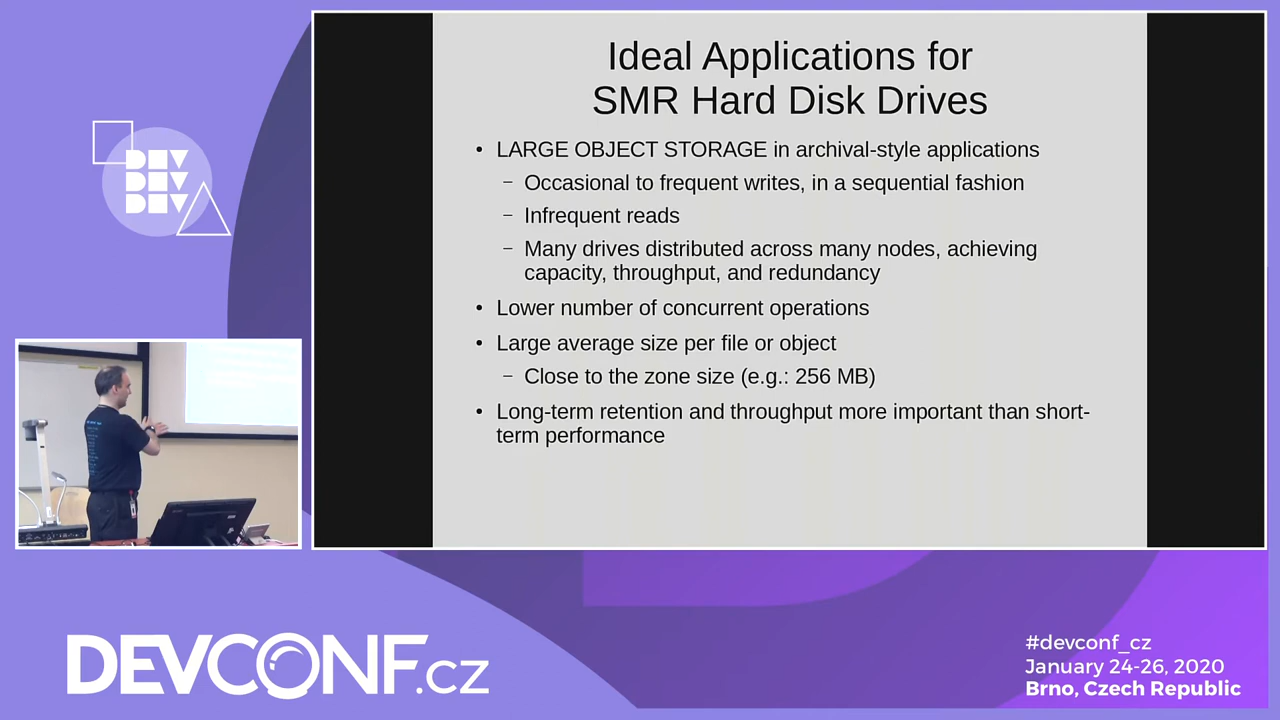 Ideal Applications for
SMR Hard Disk Drives
• LARGE OBJECT STORAGE in archival-style applications
– Occasional to frequent writes, in a sequential fashion
– Infrequent reads
– Many drives distributed across many nodes, achieving
capacity, throughput, and redundancy
• Lower number of concurrent operations
• Large average size per file or object
– Close to the zone size (e.g.: 256 MB)
• Long-term retention and throughput more important than short-
term performance
DEV
DEV
DEV
DEVCONF.cz
#devconf_cz
January 24-26, 2020
Brno, Czech Republic